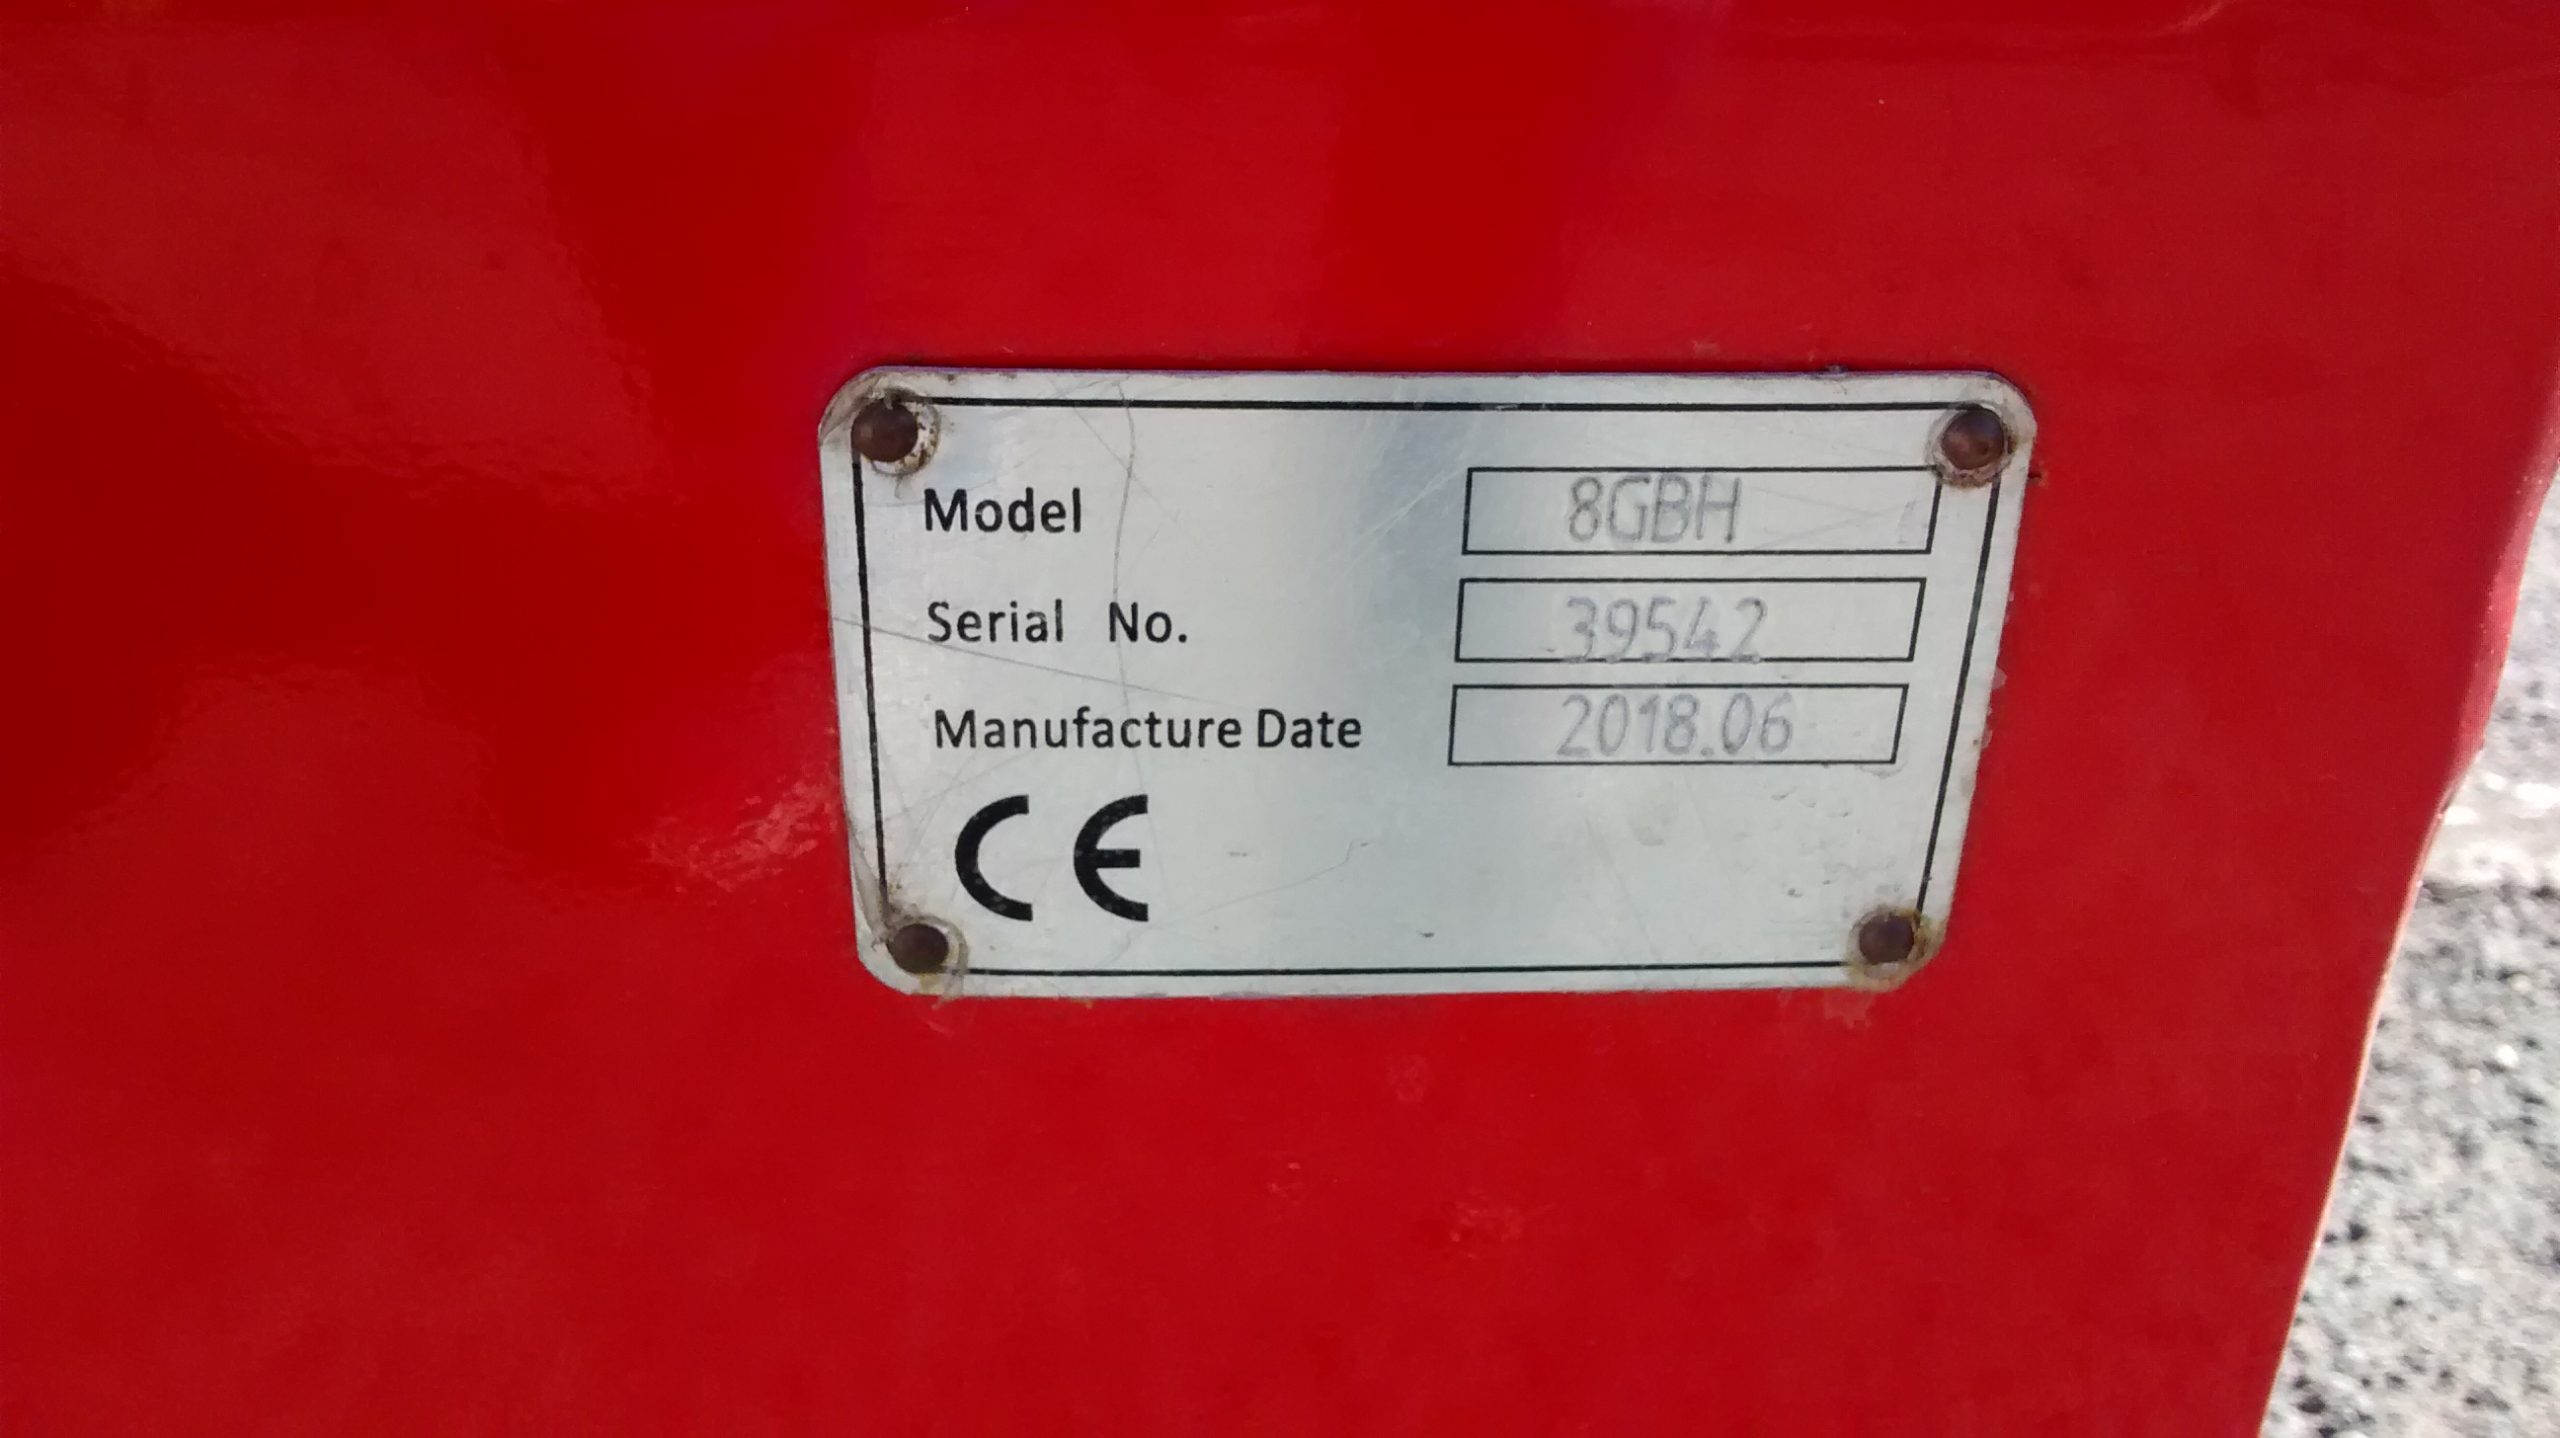 Model 8GBH
Serial No. 39542
Manufacture Date 2018.06
CE